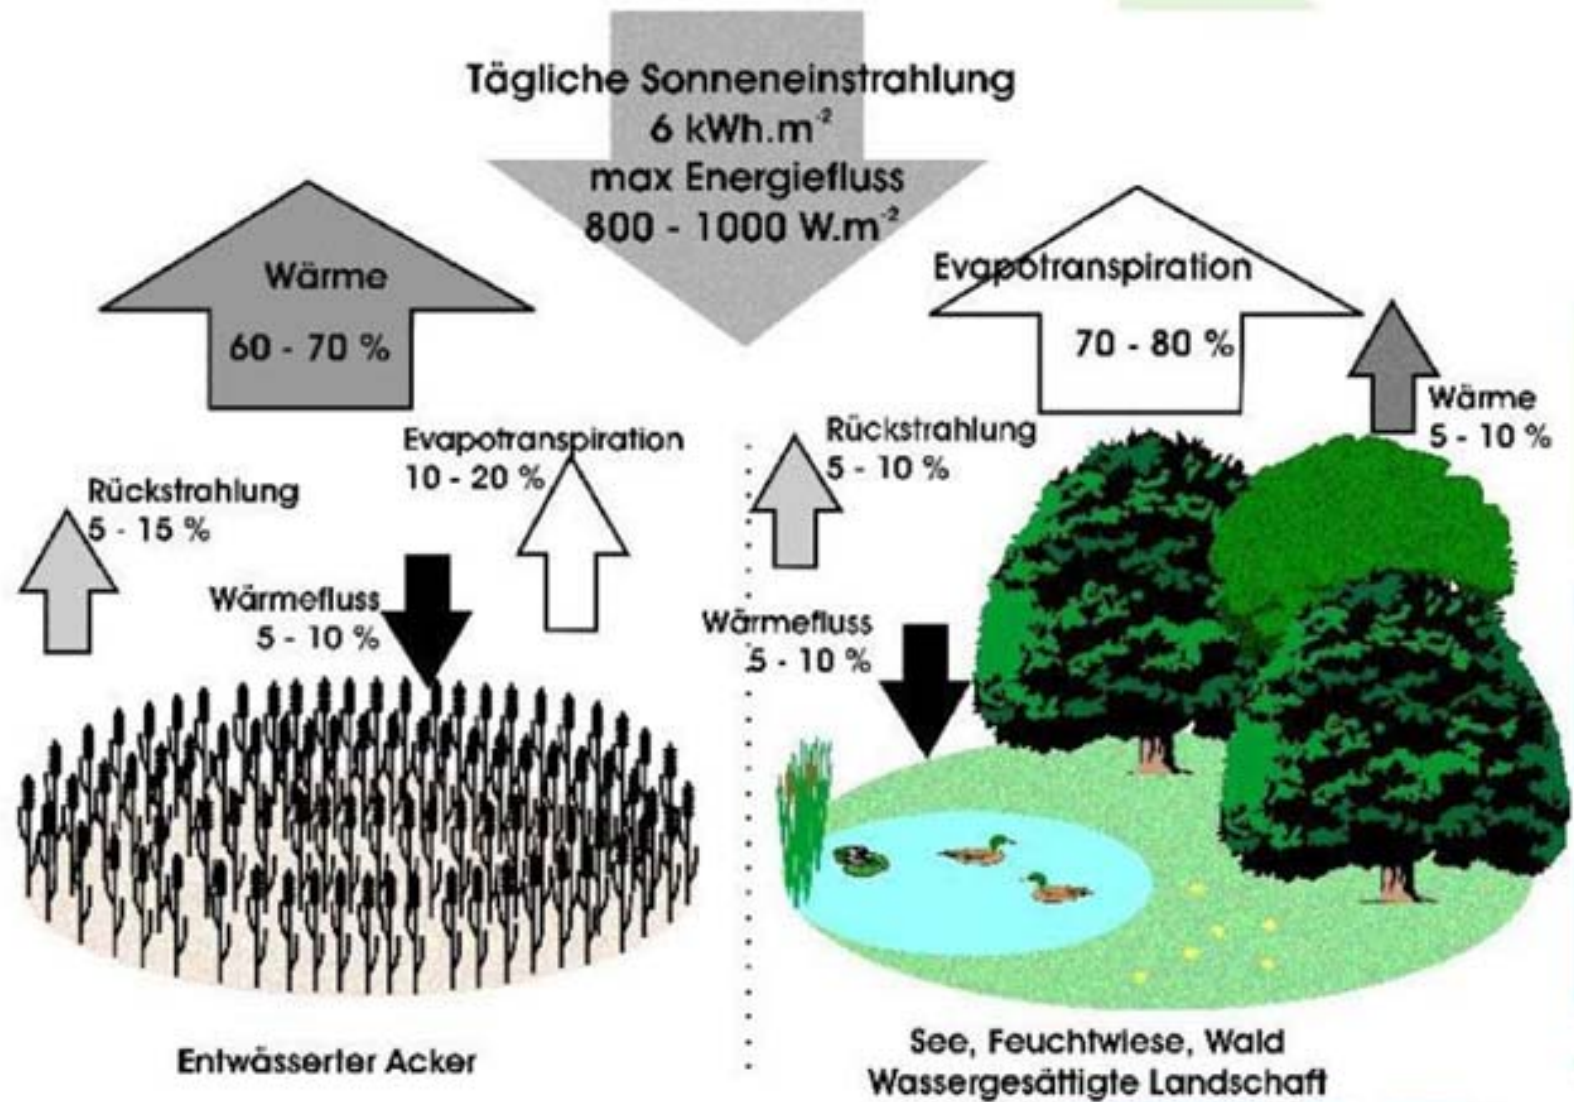 Tägliche Sonneneinstrahlung
6 kWh.m⁻²
max Energiefluss
800 - 1000 W.m⁻²
Wärme
60 - 70 %
Evapotranspiration
10 - 20 %
Rückstrahlung
5 - 15 %
Wärmefluss
5 - 10 %
Entwässerter Acker
Evapotranspiration
70 - 80 %
Wärme
5 - 10 %
Rückstrahlung
5 - 10 %
Wärmefluss
5 - 10 %
See, Feuchtwiese, Wald
Wassergesättigte Landschaft